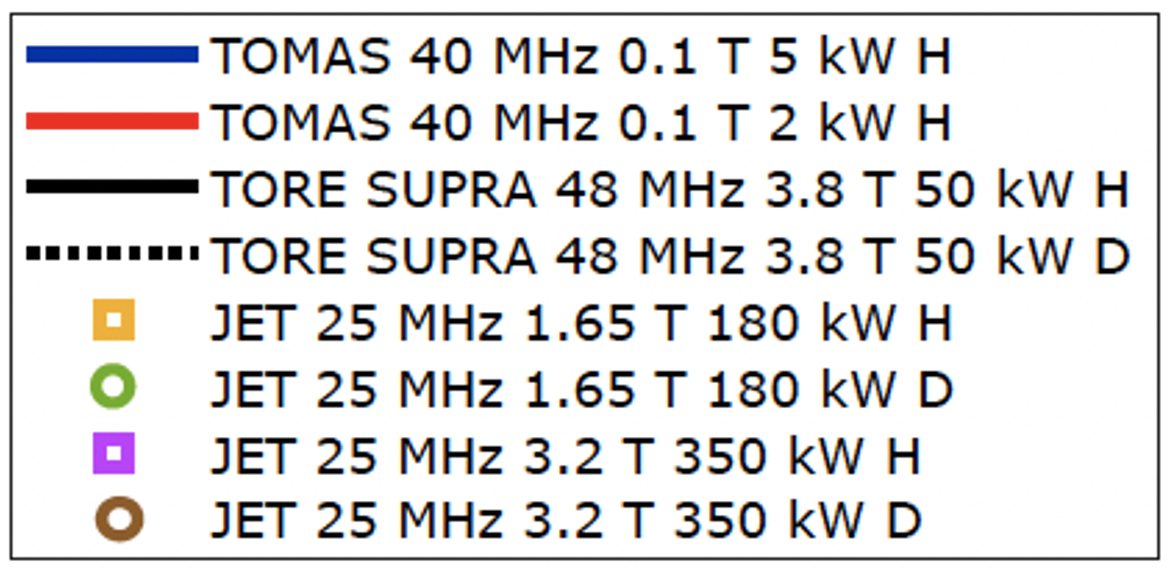 TOMAS 40 MHz 0.1 T 5 kW H
TOMAS 40 MHz 0.1 T 2 kW H
TORE SUPRA 48 MHz 3.8 T 50 kW H
TORE SUPRA 48 MHz 3.8 T 50 kW D
JET 25 MHz 1.65 T 180 kW H
JET 25 MHz 1.65 T 180 kW D
JET 25 MHz 3.2 T 350 kW H
JET 25 MHz 3.2 T 350 kW D